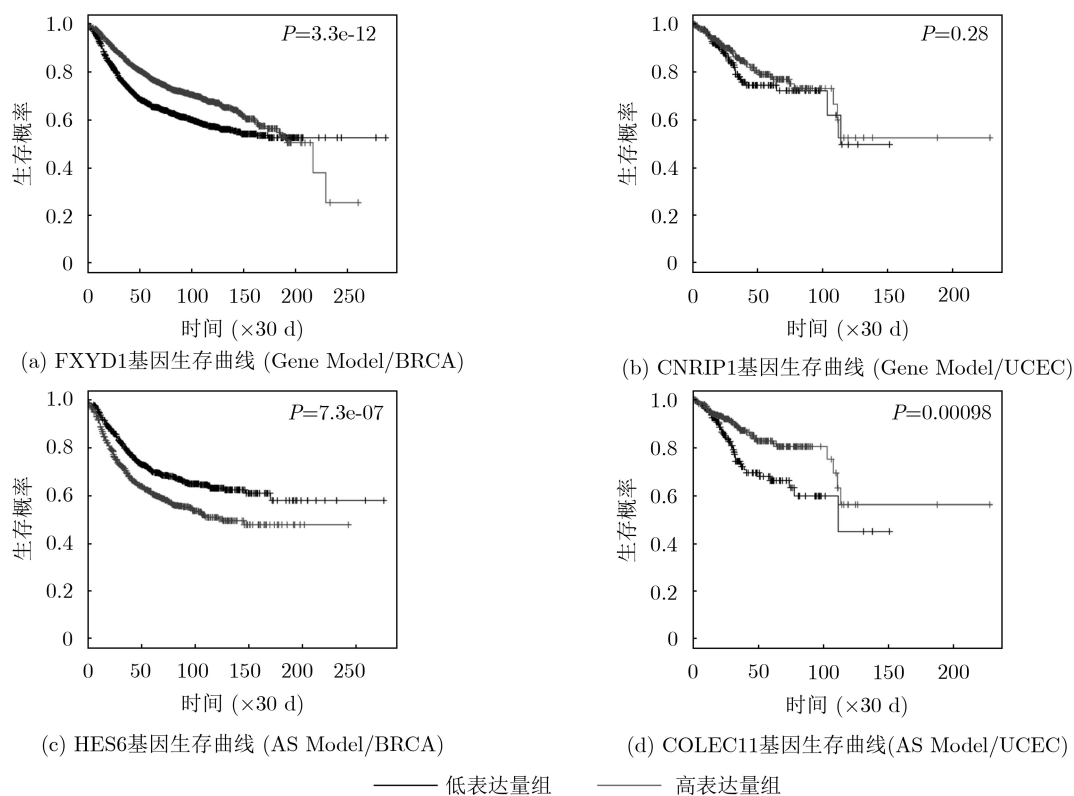 P=3.3e-12
1.0
0.8
0.6
0.4
0.2
0
生存概率
0 50 100 150 200 250
时间 (×30 d)
(a) FXYD1基因生存曲线 (Gene Model/BRCA)
P=0.28
1.0
0.8
0.6
0.4
0.2
0
生存概率
0 50 100 150 200
时间 (×30 d)
(b) CNRIP1基因生存曲线 (Gene Model/UCEC)
P=7.3e-07
1.0
0.8
0.6
0.4
0.2
0
生存概率
0 50 100 150 200 250
时间 (×30 d)
(c) HES6基因生存曲线 (AS Model/BRCA)
P=0.00098
1.0
0.8
0.6
0.4
0.2
0
生存概率
0 50 100 150 200
时间 (×30 d)
(d) COLEC11基因生存曲线(AS Model/UCEC)
低表达量组 高表达量组